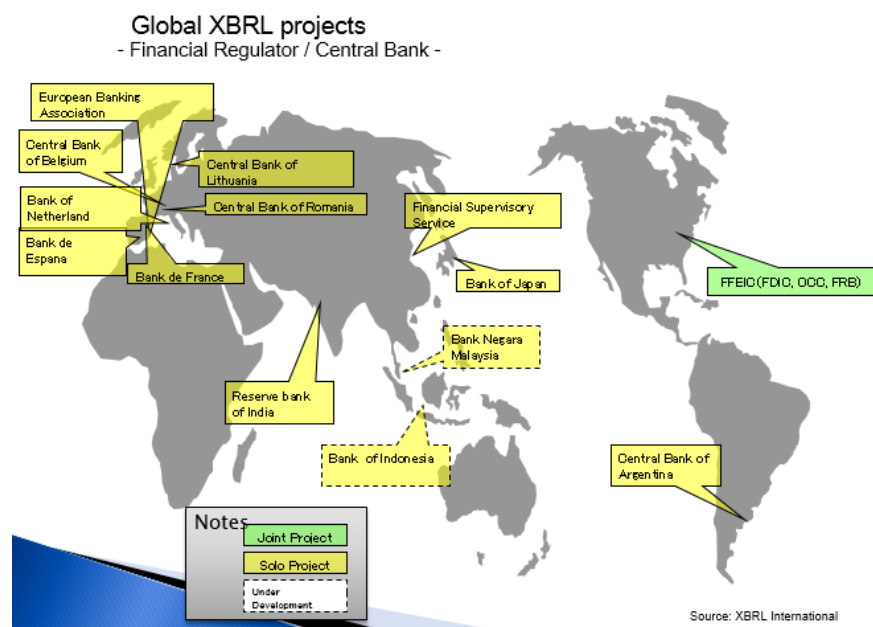 Global XBRL projects
- Financial Regulator / Central Bank -
European Banking
Association
Central Bank
of Belgium
Central Bank of
Lithuania
Bank of
Netherland
Central Bank of Romania
Financial Supervisory
Service
Bank de
Espana
Bank de France
Bank of Japan
FFEIC(FDIC, OCC, FRB)
Bank Negara
Malaysia
Reserve bank
of India
Bank of Indonesia
Central Bank of
Argentina
Notes
Joint Project
Solo Project
Under
Development
Source: XBRL International